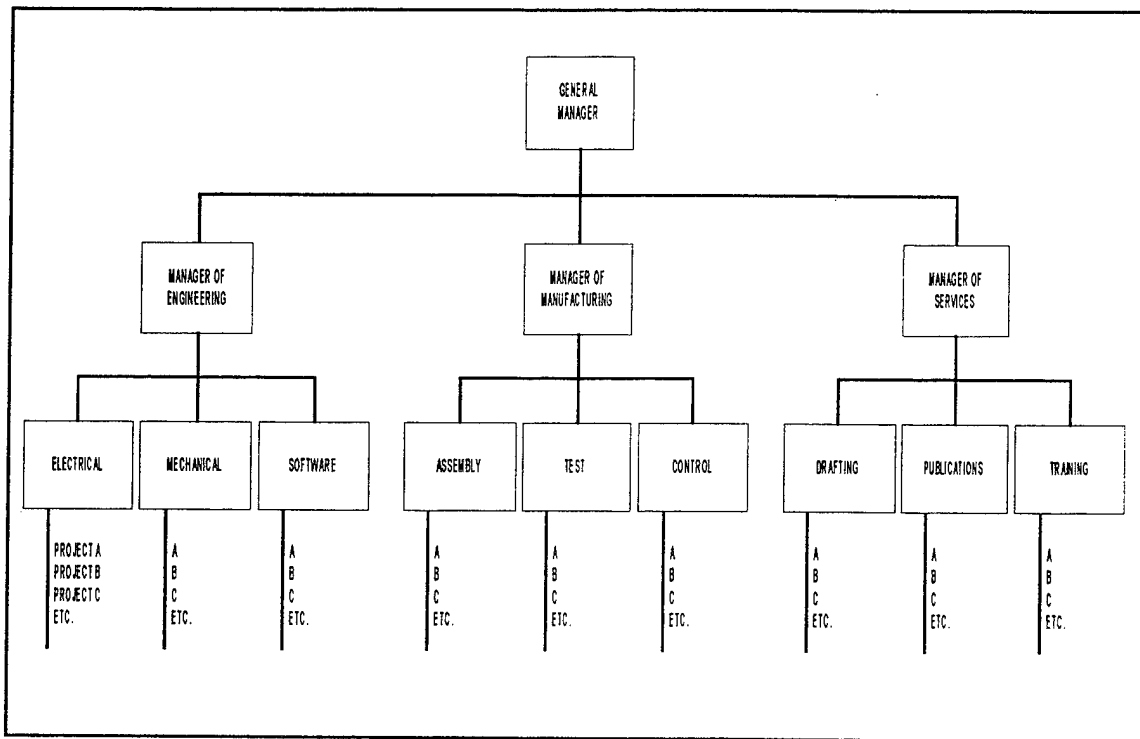 GENERAL
MANAGER
MANAGER OF
ENGINEERING
MANAGER OF
MANUFACTURING
MANAGER OF
SERVICES
ELECTRICAL
MECHANICAL
SOFTWARE
ASSEMBLY
TEST
CONTROL
DRAFTING
PUBLICATIONS
TRAINING
PROJECT A
PROJECT B
PROJECT C
ETC.
A
B
C
ETC.
A
B
C
ETC.
A
B
C
ETC.
A
B
C
ETC.
A
B
C
ETC.
A
B
C
ETC.
A
B
C
ETC.
A
B
C
ETC.